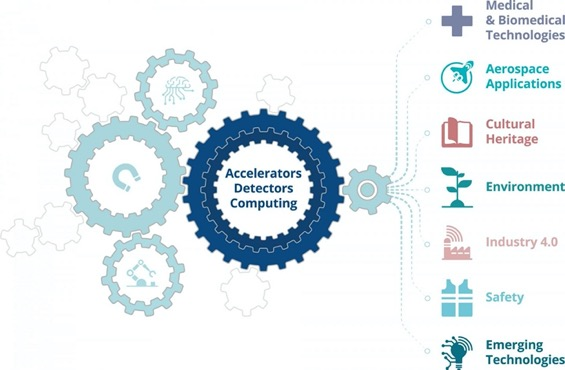 Medical
& Biomedical
Technologies
Aerospace
Applications
Cultural
Heritage
Accelerators
Detectors
Computing
Environment
Industry 4.0
Safety
Emerging
Technologies